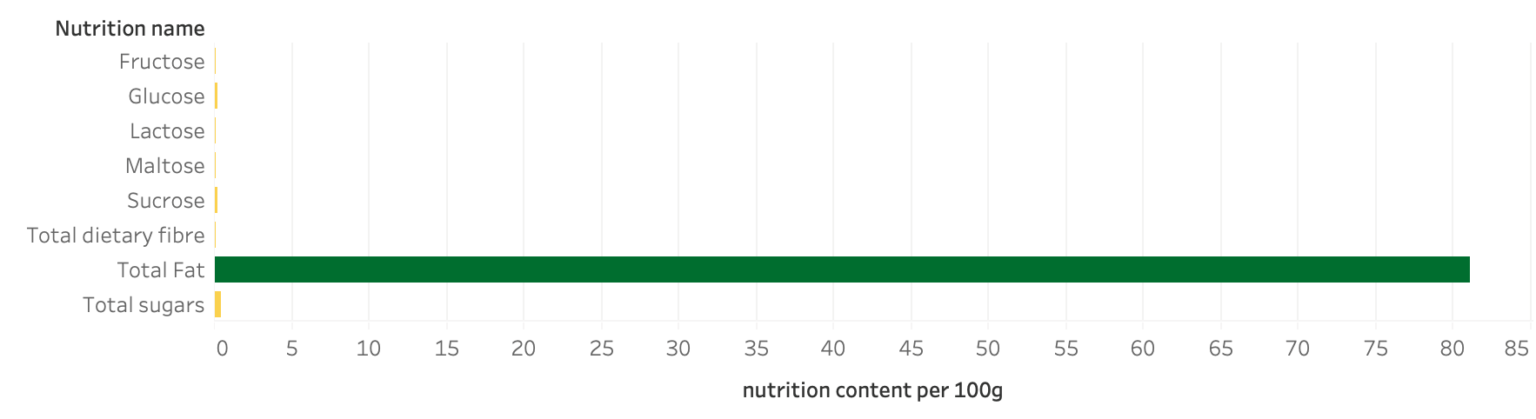 Nutrition name
Fructose
Glucose
Lactose
Maltose
Sucrose
Total dietary fibre
Total Fat
Total sugars
0 5 10 15 20 25 30 35 40 45 50 55 60 65 70 75 80 85
nutrition content per 100g